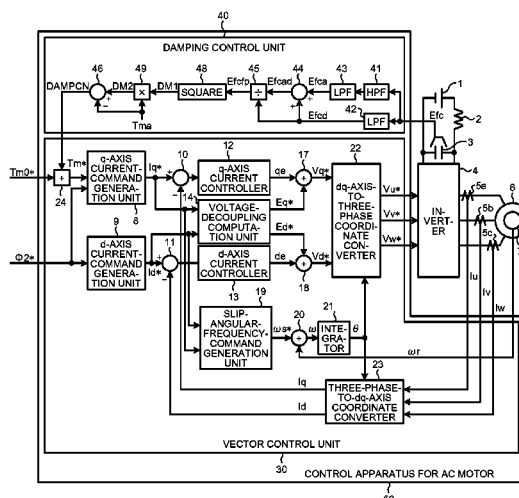 40
DAMPING CONTROL UNIT
46 49 48 45 44 43 41
DAMPCN DM2 DM1 Efcfp Efcad Efca
SQUARE
LPF HPF
Efcd
42
LPF
Tma
Efc
1
2
3
4
Tm0*
24
Tm*
q-AXIS CURRENT-COMMAND GENERATION UNIT
8
Iq*
10
12
q-AXIS CURRENT CONTROLLER
qe
17
Vq*
22
14
VOLTAGE-DECOUPLING COMPUTATION UNIT
Eq*
Ed*
dq-AXIS-TO-THREE-PHASE COORDINATE CONVERTER
Vu*
Vv*
Vw*
INVERTER
5a
5b
5c
6
7
Φ2*
9
d-AXIS CURRENT-COMMAND GENERATION UNIT
Id*
11
d-AXIS CURRENT CONTROLLER
13
de
18
Vd*
19
SLIP-ANGULAR-FREQUENCY-COMMAND GENERATION UNIT
ωs*
20
ω
21
INTEGRATOR
θ
Iu
Iv
Iw
ωr
23
THREE-PHASE-TO-dq-AXIS COORDINATE CONVERTER
Iq
Id
VECTOR CONTROL UNIT
30
CONTROL APPARATUS FOR AC MOTOR